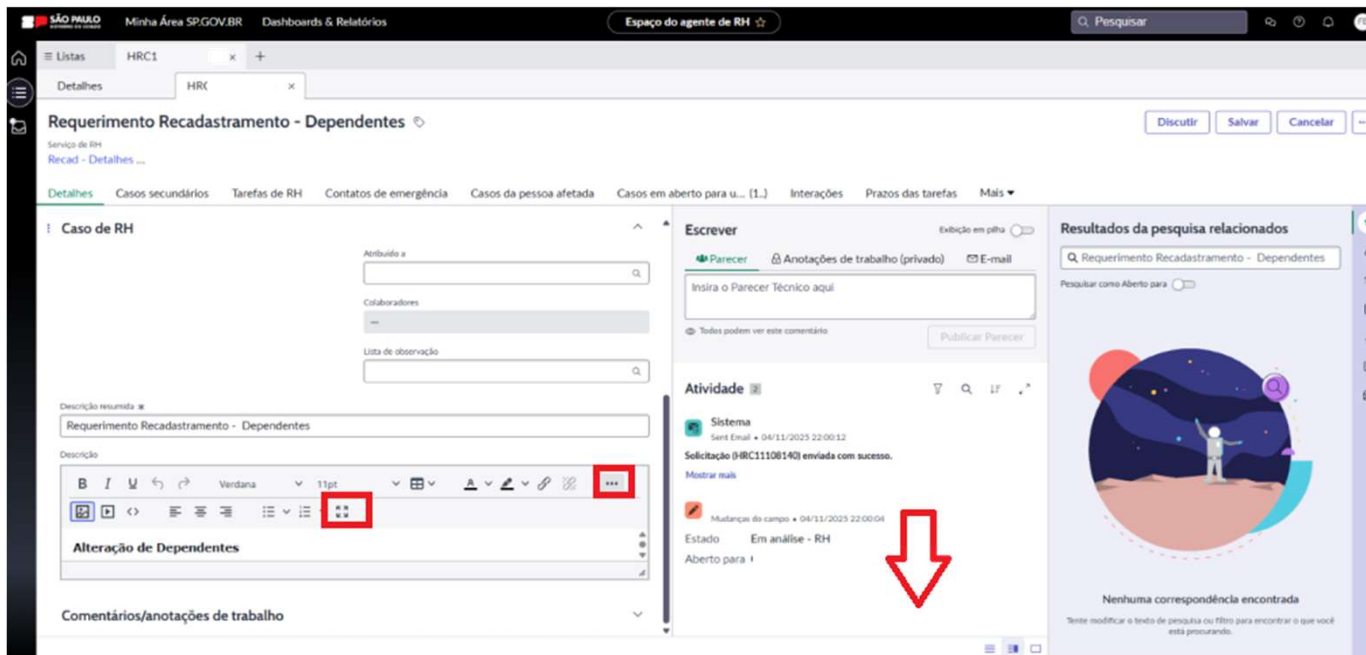 SÃO PAULO
Minha Área SP.GOV.BR
Dashboards & Relatórios
Espaço do agente de RH
Pesquisar
Listas
HRC1
Detalhes
HRC
Requerimento Recadastramento - Dependentes
Discutir
Salvar
Cancelar
Serviço de RH
Recad - Detalhes ...
Detalhes
Casos secundários
Tarefas de RH
Contatos de emergência
Casos da pessoa afetada
Casos em aberto para u... (1..)
Interações
Prazos das tarefas
Mais
Caso de RH
Atribuído a
Colaboradores
—
Lista de observação
Descrição resumida
Requerimento Recadastramento - Dependentes
Descrição
B I U Verdana 11pt A
Alteração de Dependentes
Comentários/anotações de trabalho
Escrever
Exibição em pilha
Parecer
Anotações de trabalho (privado)
E-mail
Insira o Parecer Técnico aqui
Todos podem ver este comentário
Publicar Parecer
Atividade 2
Sistema
Sent Email • 04/11/2025 22:00:12
Solicitação (HRC11108140) enviada com sucesso.
Mostrar mais
Mudanças do campo • 04/11/2025 22:00:04
Estado Em análise - RH
Aberto para
Resultados da pesquisa relacionados
Requerimento Recadastramento - Dependentes
Pesquisar como Aberto para
Nenhuma correspondência encontrada
Tente modificar o texto de pesquisa ou filtro para encontrar o que você
está procurando.